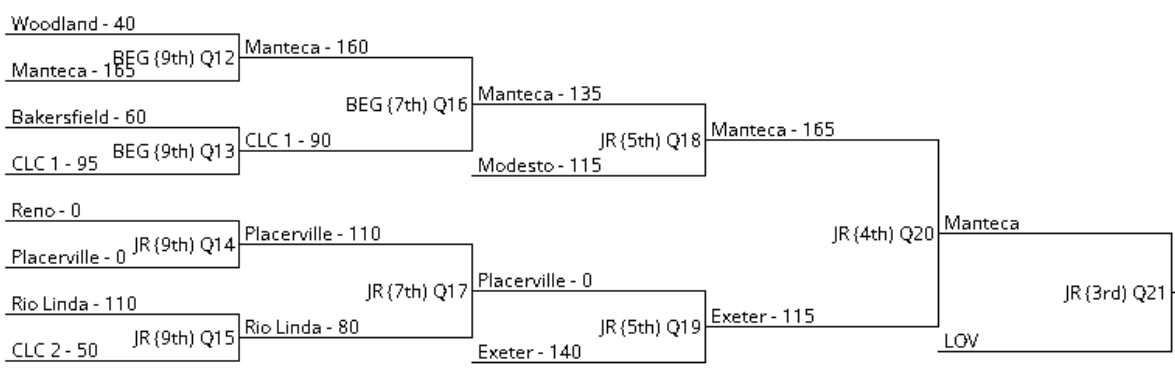 Woodland - 40
BEG (9th) Q12
Manteca - 165
Manteca - 160
Bakersfield - 60
BEG (9th) Q13
CLC 1 - 95
CLC 1 - 90
BEG (7th) Q16
Manteca - 135
JR (5th) Q18
Modesto - 115
Manteca - 165
Reno - 0
JR (9th) Q14
Placerville - 0
Placerville - 110
Rio Linda - 110
JR (9th) Q15
CLC 2 - 50
Rio Linda - 80
JR (7th) Q17
Placerville - 0
JR (5th) Q19
Exeter - 140
Exeter - 115
JR (4th) Q20
Manteca
JR (3rd) Q21
LOV